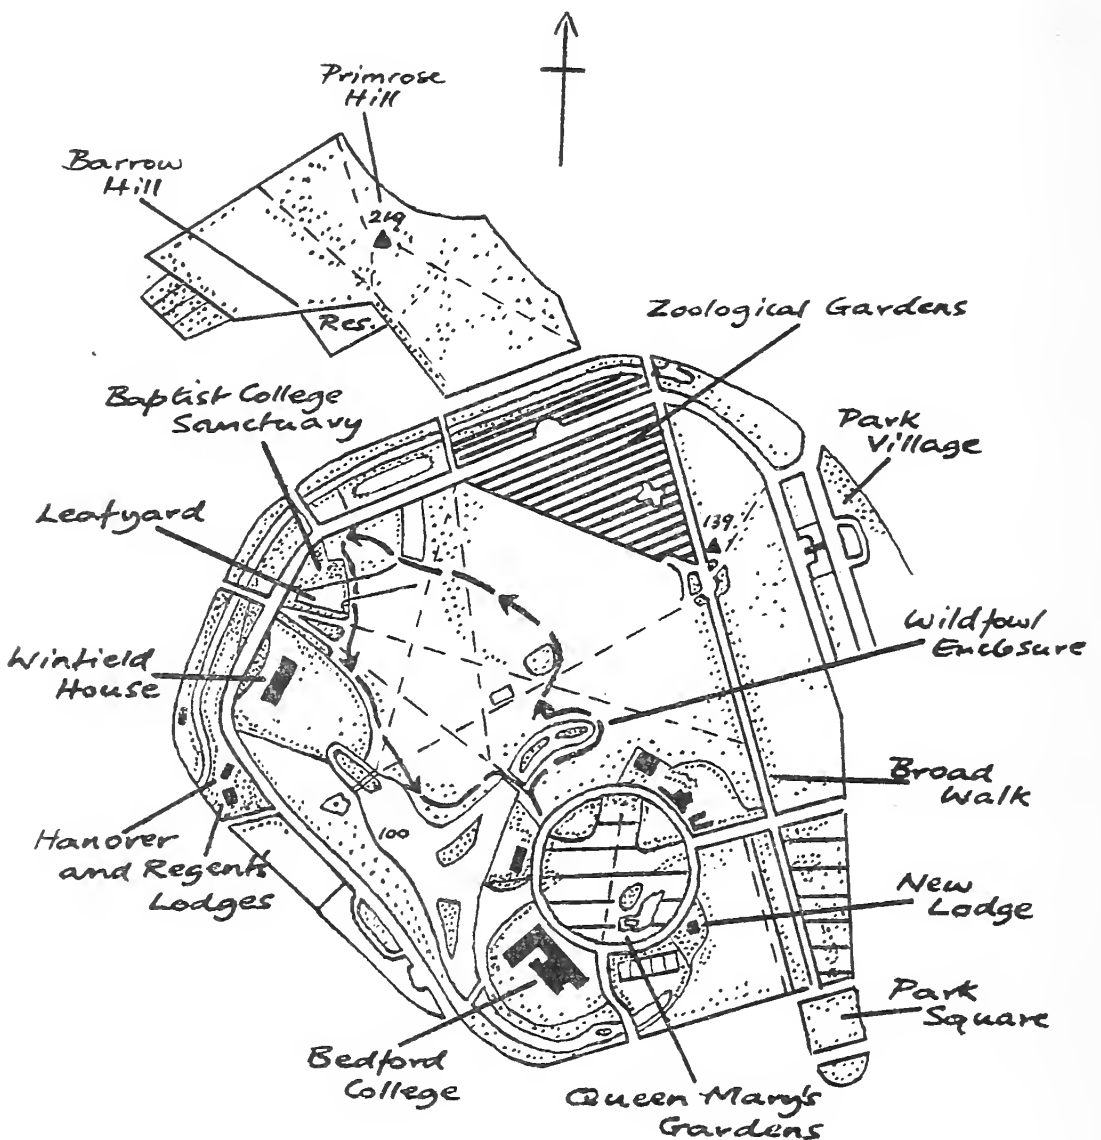 Primrose
Hill
Barrow
Hill
219
Res.
Zoological Gardens
Baptist College
Sanctuary
Park
Village
Leafyard
139
Wildfowl
Enclosure
Winfield
House
Broad
Walk
100
Hanover
and Regent's
Lodges
New
Lodge
Park
Square
Bedford
College
Queen Mary's
Gardens